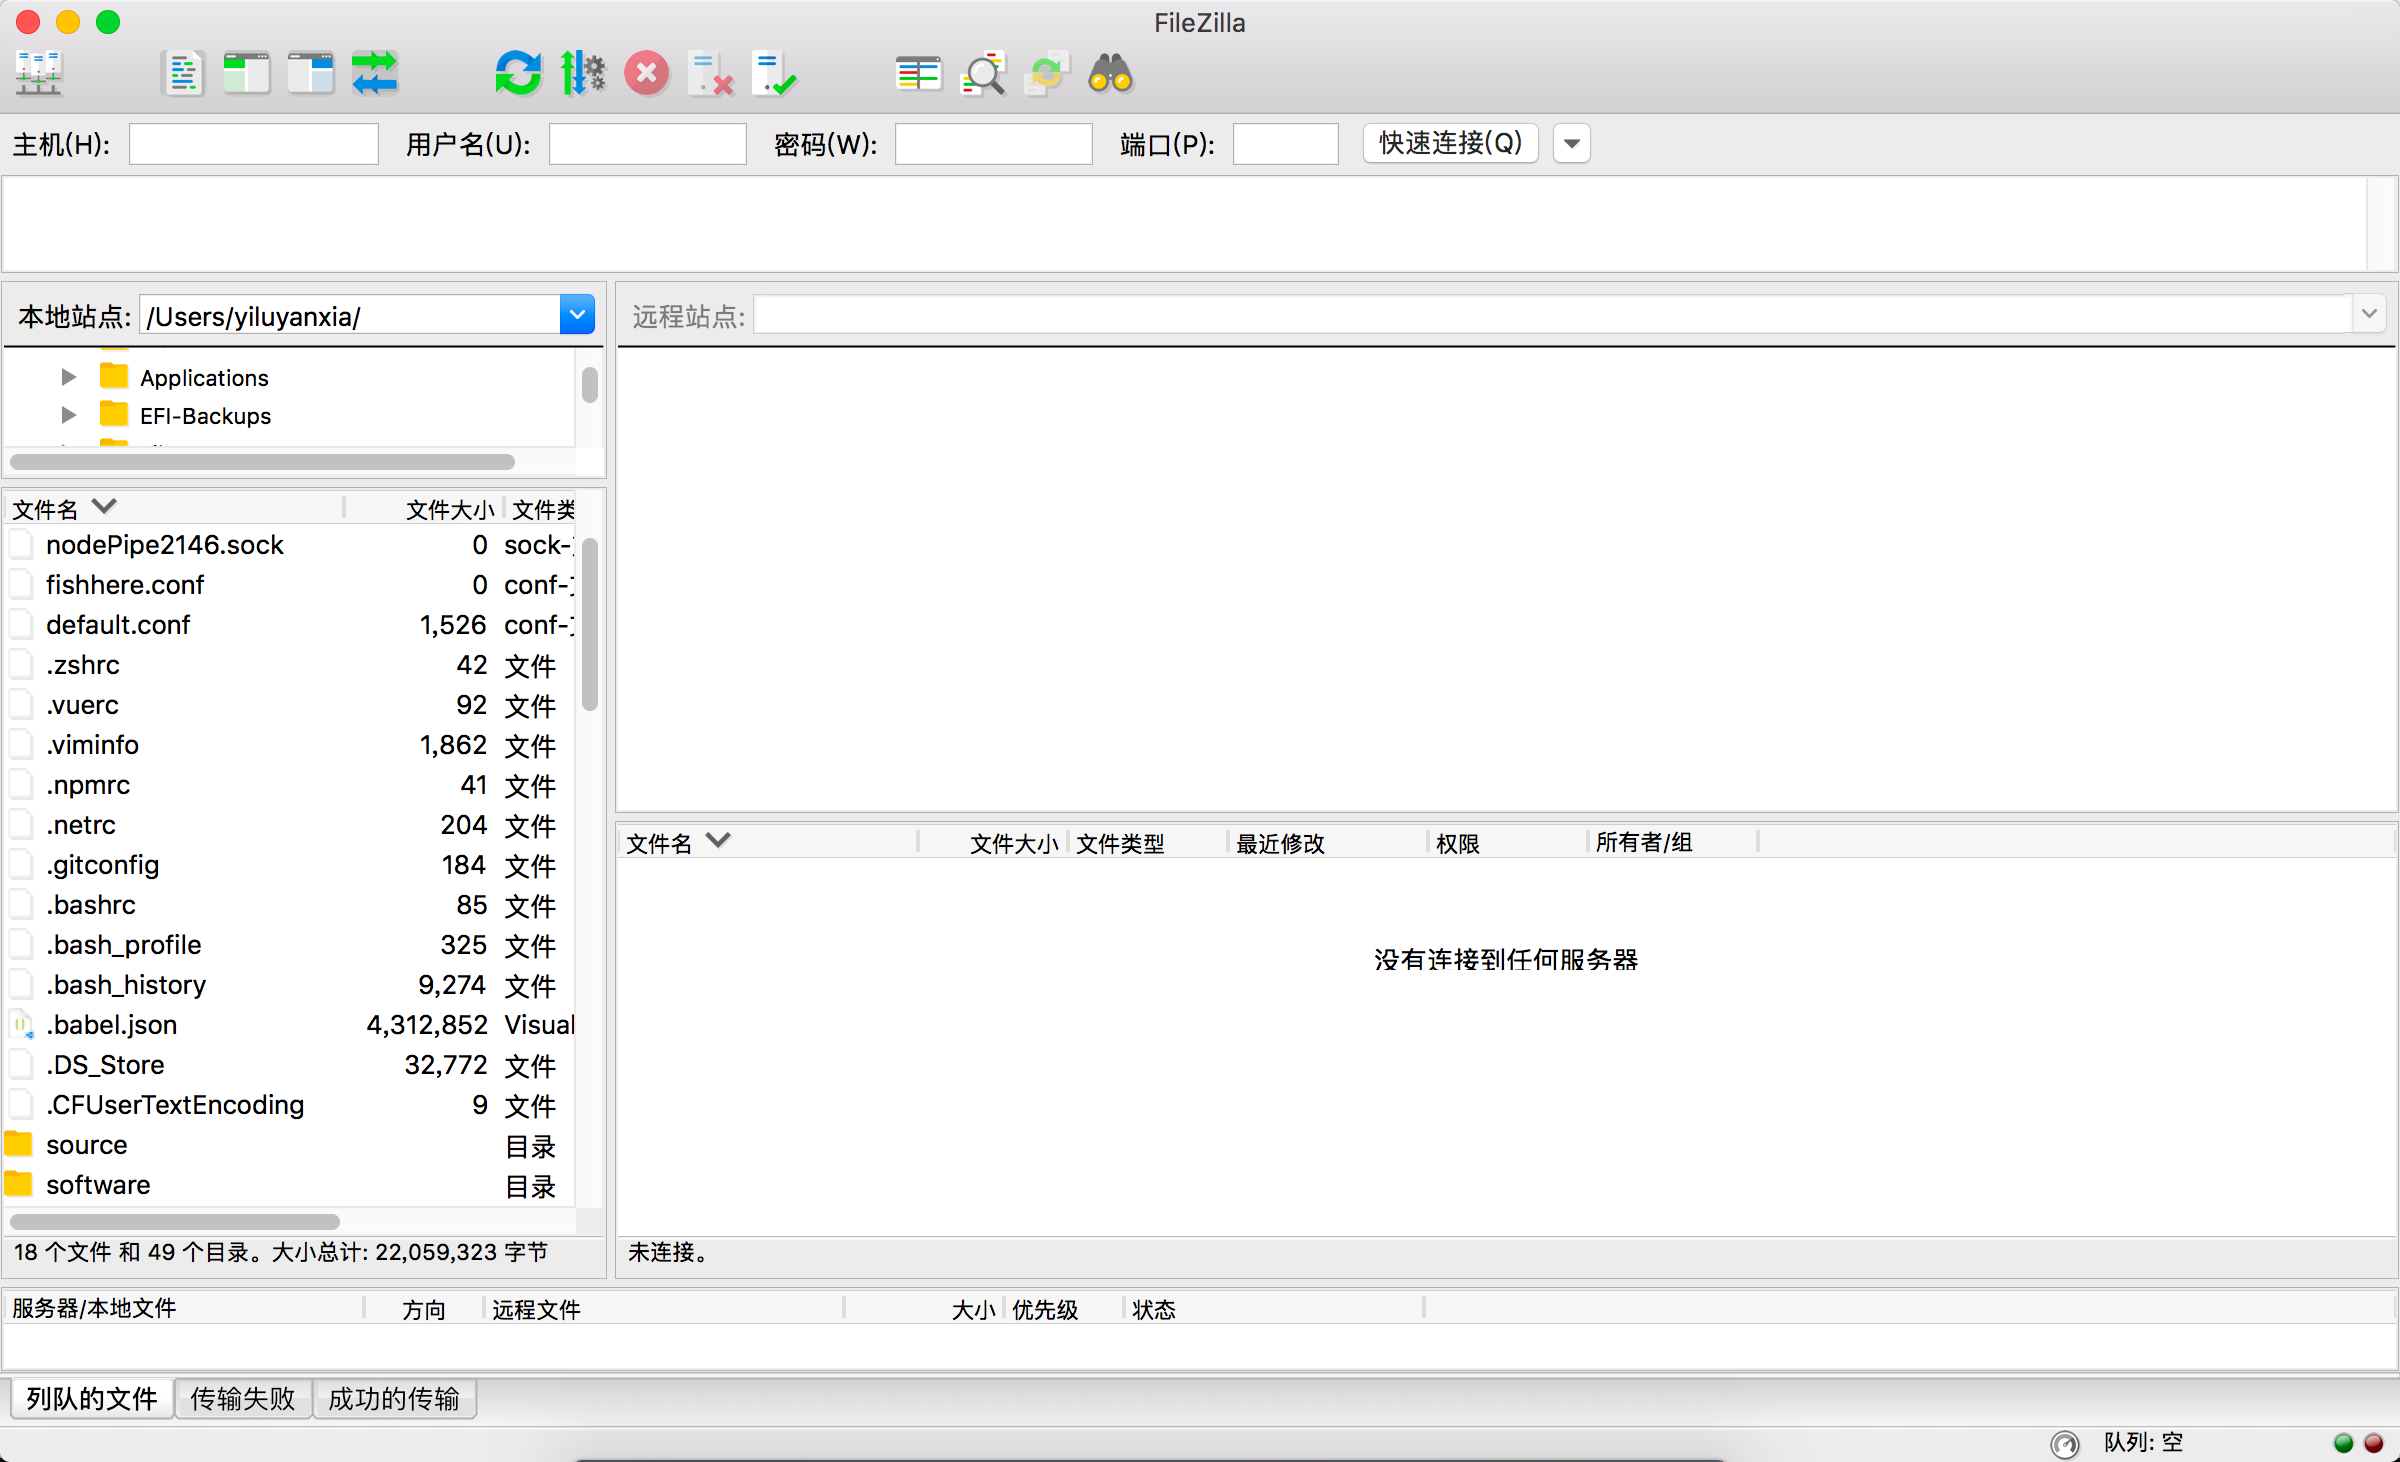 FileZilla
主机(H): 用户名(U): 密码(W): 端口(P): 快速连接(Q)
本地站点: /Users/yiluyanxia/
Applications
EFI-Backups
文件名 文件大小 文件类
nodePipe2146.sock 0 sock-
fishhere.conf 0 conf-
default.conf 1,526 conf-
.zshrc 42 文件
.vuerc 92 文件
.viminfo 1,862 文件
.npmrc 41 文件
.netrc 204 文件
.gitconfig 184 文件
.bashrc 85 文件
.bash_profile 325 文件
.bash_history 9,274 文件
.babel.json 4,312,852 Visual
.DS_Store 32,772 文件
.CFUserTextEncoding 9 文件
source 目录
software 目录
18 个文件 和 49 个目录。大小总计: 22,059,323 字节
远程站点:
文件名 文件大小 文件类型 最近修改 权限 所有者/组
没有连接到任何服务器
未连接。
服务器/本地文件 方向 远程文件 大小 优先级 状态
列队的文件 传输失败 成功的传输
队列: 空